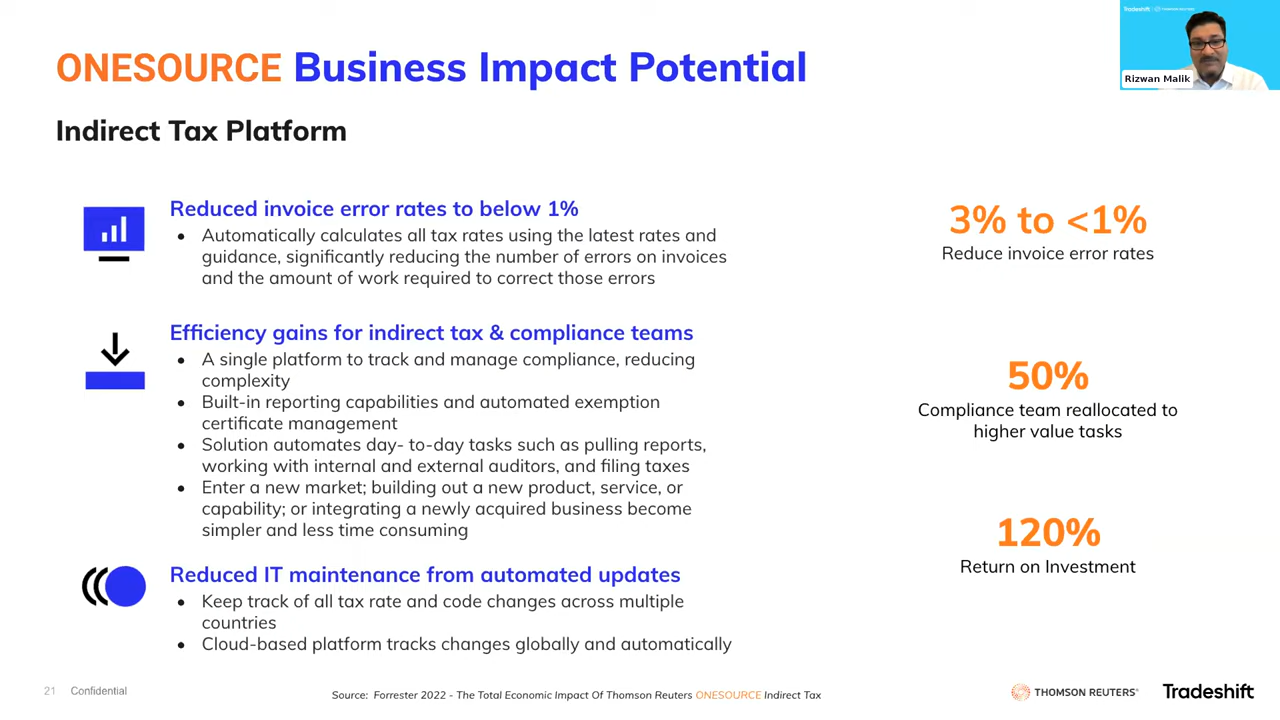 Tradeshift | THOMSON REUTERS
Rizwan Malik
ONESOURCE Business Impact Potential
Indirect Tax Platform
Reduced invoice error rates to below 1%
• Automatically calculates all tax rates using the latest rates and
guidance, significantly reducing the number of errors on invoices
and the amount of work required to correct those errors
3% to <1%
Reduce invoice error rates
Efficiency gains for indirect tax & compliance teams
• A single platform to track and manage compliance, reducing
complexity
• Built-in reporting capabilities and automated exemption
certificate management
• Solution automates day- to-day tasks such as pulling reports,
working with internal and external auditors, and filing taxes
• Enter a new market; building out a new product, service, or
capability; or integrating a newly acquired business become
simpler and less time consuming
50%
Compliance team reallocated to
higher value tasks
120%
Return on Investment
Reduced IT maintenance from automated updates
• Keep track of all tax rate and code changes across multiple
countries
• Cloud-based platform tracks changes globally and automatically
21 Confidential
Source: Forrester 2022 - The Total Economic Impact Of Thomson Reuters ONESOURCE Indirect Tax
THOMSON REUTERS®
Tradeshift